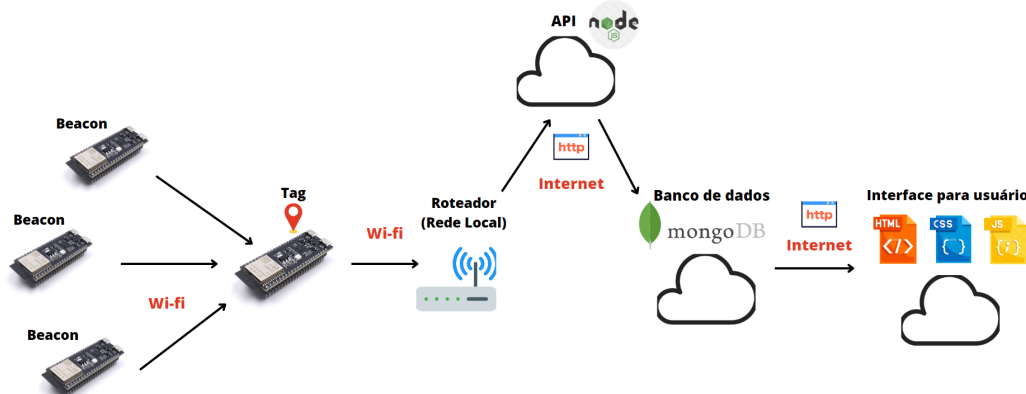 API
node
JS
Beacon
Beacon
Beacon
Wi-fi
Tag
Wi-fi
Roteador
(Rede Local)
http
Internet
Banco de dados
mongoDB
http
Internet
Interface para usuário
HTML
CSS
JS